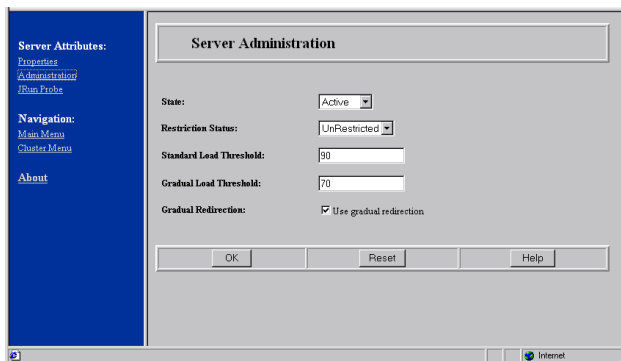 Server Attributes:
Properties
Administration
JRun Probe
Navigation:
Main Menu
Cluster Menu
About
Server Administration
State:
Active
Restriction Status:
UnRestricted
Standard Load Threshold:
90
Gradual Load Threshold:
70
Gradual Redirection:
Use gradual redirection
OK
Reset
Help
Internet